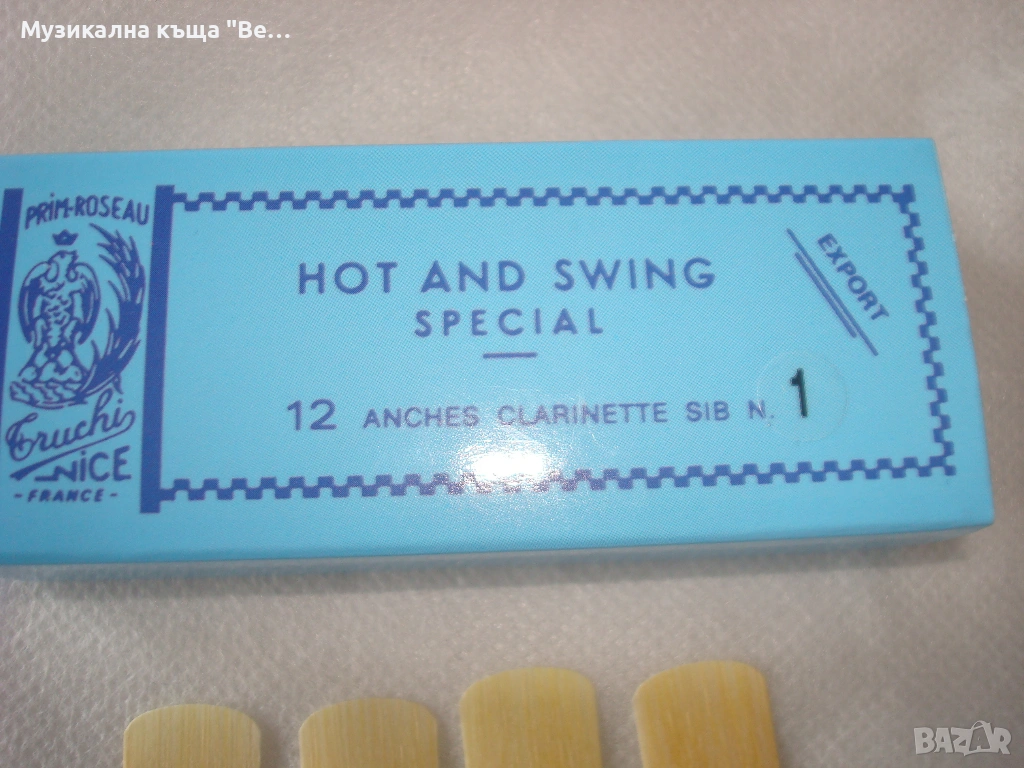 Музикална къща "Ве...
PRIM-ROSEAU
Truchi
NICE
- FRANCE -
HOT AND SWING
SPECIAL
EXPORT
12 ANCHES CLARINETTE SIB N. 1
BAZAR